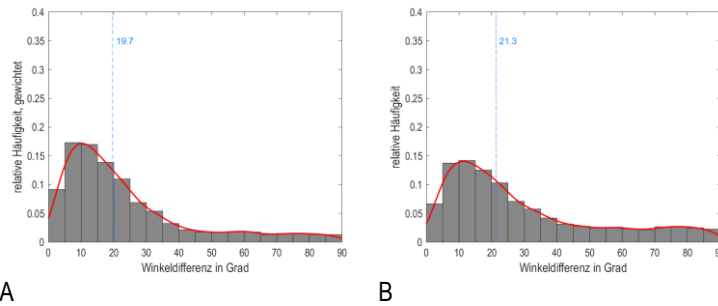 0.4
0.35
0.3
0.25
0.2
0.15
0.1
0.05
0
19.7
relative Häufigkeit, gewichtet
0 10 20 30 40 50 60 70 80 90
Winkeldifferenz in Grad
A
0.4
0.35
0.3
0.25
0.2
0.15
0.1
0.05
0
21.3
relative Häufigkeit
0 10 20 30 40 50 60 70 80 90
Winkeldifferenz in Grad
B